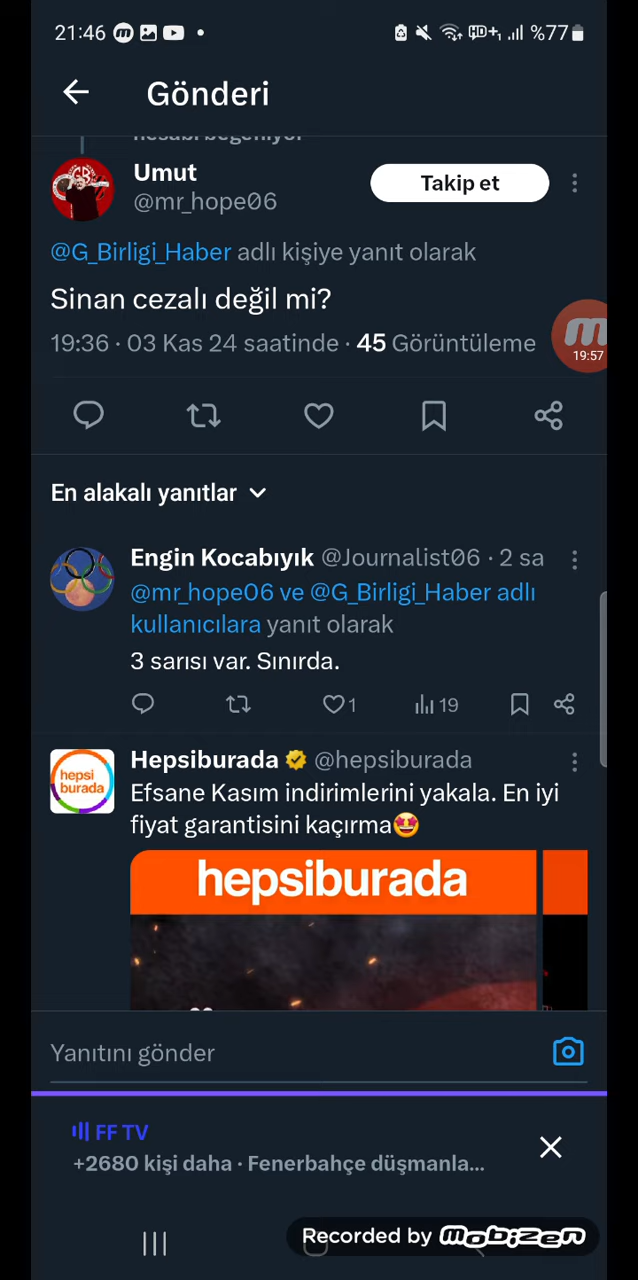 21:46
%77
Gönderi
hesabı beğeniyor
Umut
@mr_hope06
Takip et
@G_Birligi_Haber adlı kişiye yanıt olarak
Sinan cezalı değil mi?
19:36 · 03 Kas 24 saatinde · 45 Görüntüleme
19:57
En alakalı yanıtlar
Engin Kocabıyık @Journalist06 · 2 sa
@mr_hope06 ve @G_Birligi_Haber adlı
kullanıcılara yanıt olarak
3 sarısı var. Sınırda.
1
19
Hepsiburada @hepsiburada
hepsi
burada
Efsane Kasım indirimlerini yakala. En iyi
fiyat garantisini kaçırma🤩
hepsiburada
Yanıtını gönder
FF TV
+2680 kişi daha · Fenerbahçe düşmanla...
Recorded by mobizen